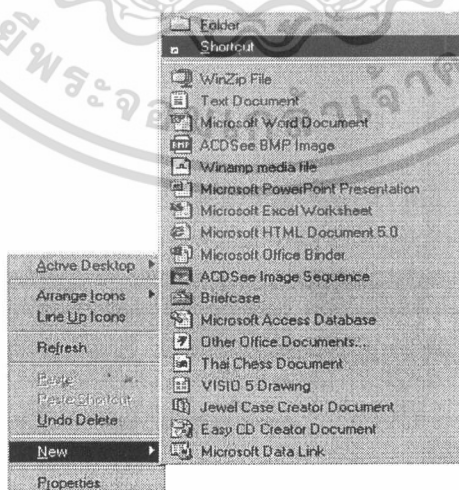 Folder
Shortcut
WinZip File
Text Document
Microsoft Word Document
ACDSee BMP Image
Winamp media file
Microsoft PowerPoint Presentation
Microsoft Excel Worksheet
Microsoft HTML Document 5.0
Microsoft Office Binder
ACDSee Image Sequence
Briefcase
Microsoft Access Database
Other Office Documents...
Thai Chess Document
VISIO 5 Drawing
Jewel Case Creator Document
Easy CD Creator Document
Microsoft Data Link
Active Desktop
Arrange Icons
Line Up Icons
Refresh
Paste
Paste Shortcut
Undo Delete
New
Properties